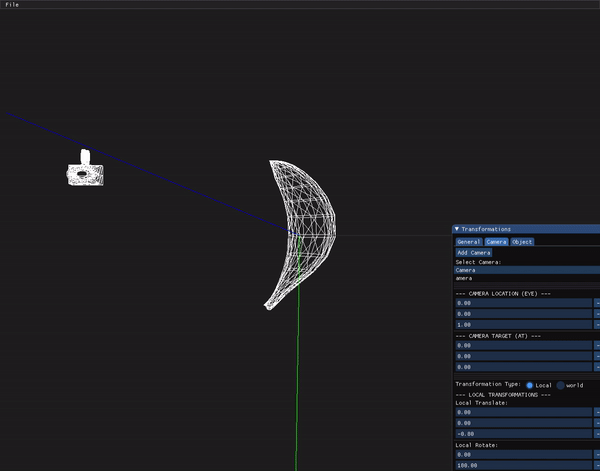 File
▼ Transformations
General Camera Object
Add Camera
Select Camera:
Camera
amera
--- CAMERA LOCATION (EYE) ---
0.00
0.00
1.00
--- CAMERA TARGET (AT) ---
0.00
0.00
0.00
Transformation Type: Local world
--- LOCAL TRANSFORMATIONS ---
Local Translate:
0.00
0.00
-0.00
Local Rotate:
0.00
100.00